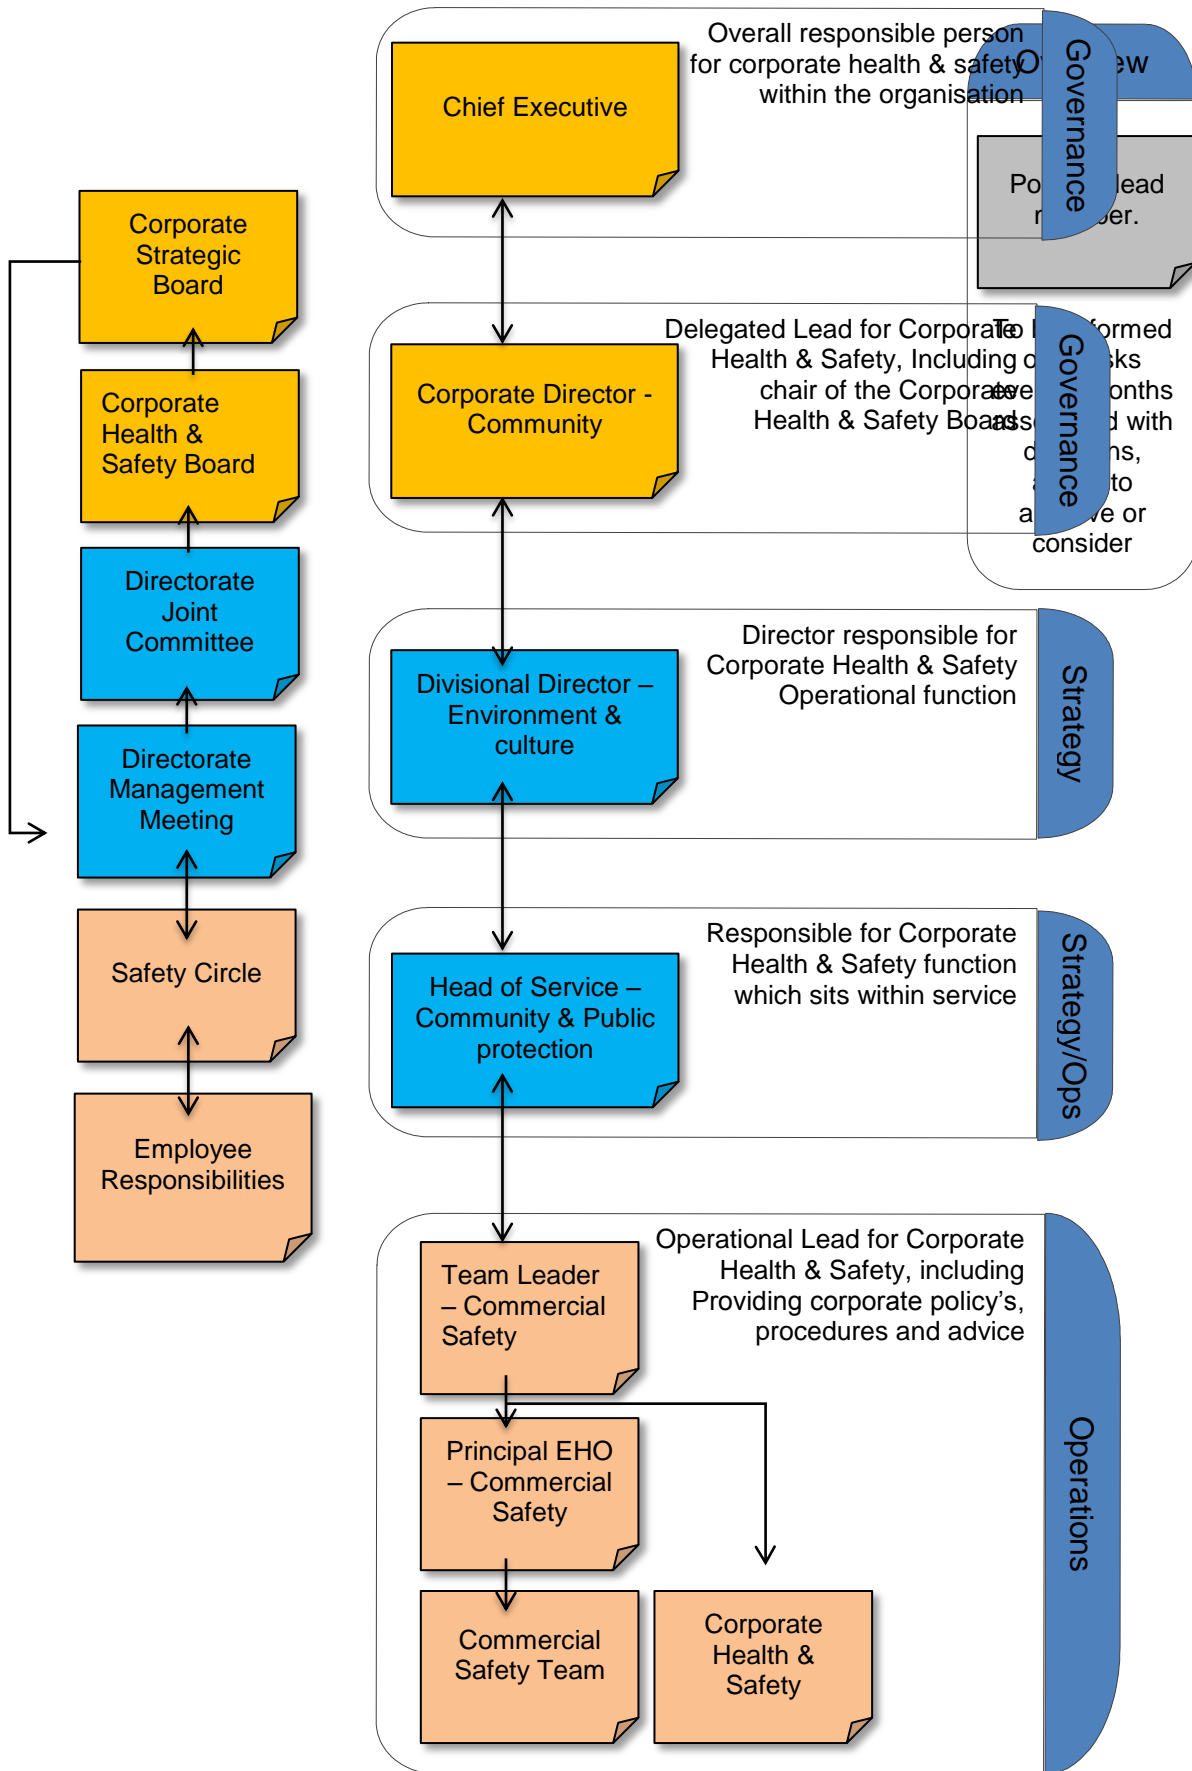 Overall responsible person
for corporate health & safety
within the organisation
Governance
Chief Executive
lead
Corporate
Strategic
Board
Delegated Lead for Corporate
Health & Safety, Including
chair of the Corporate
Health & Safety Board
Governance
To
with
to
or
consider
Corporate Director -
Community
Corporate
Health &
Safety Board
Directorate
Joint
Committee
Director responsible for
Corporate Health & Safety
Operational function
Strategy
Divisional Director –
Environment &
culture
Directorate
Management
Meeting
Responsible for Corporate
Health & Safety function
which sits within service
Strategy/Ops
Safety Circle
Head of Service –
Community & Public
protection
Employee
Responsibilities
Operational Lead for Corporate
Health & Safety, including
Providing corporate policy's,
procedures and advice
Operations
Team Leader
– Commercial
Safety
Principal EHO
– Commercial
Safety
Commercial
Safety Team
Corporate
Health &
Safety